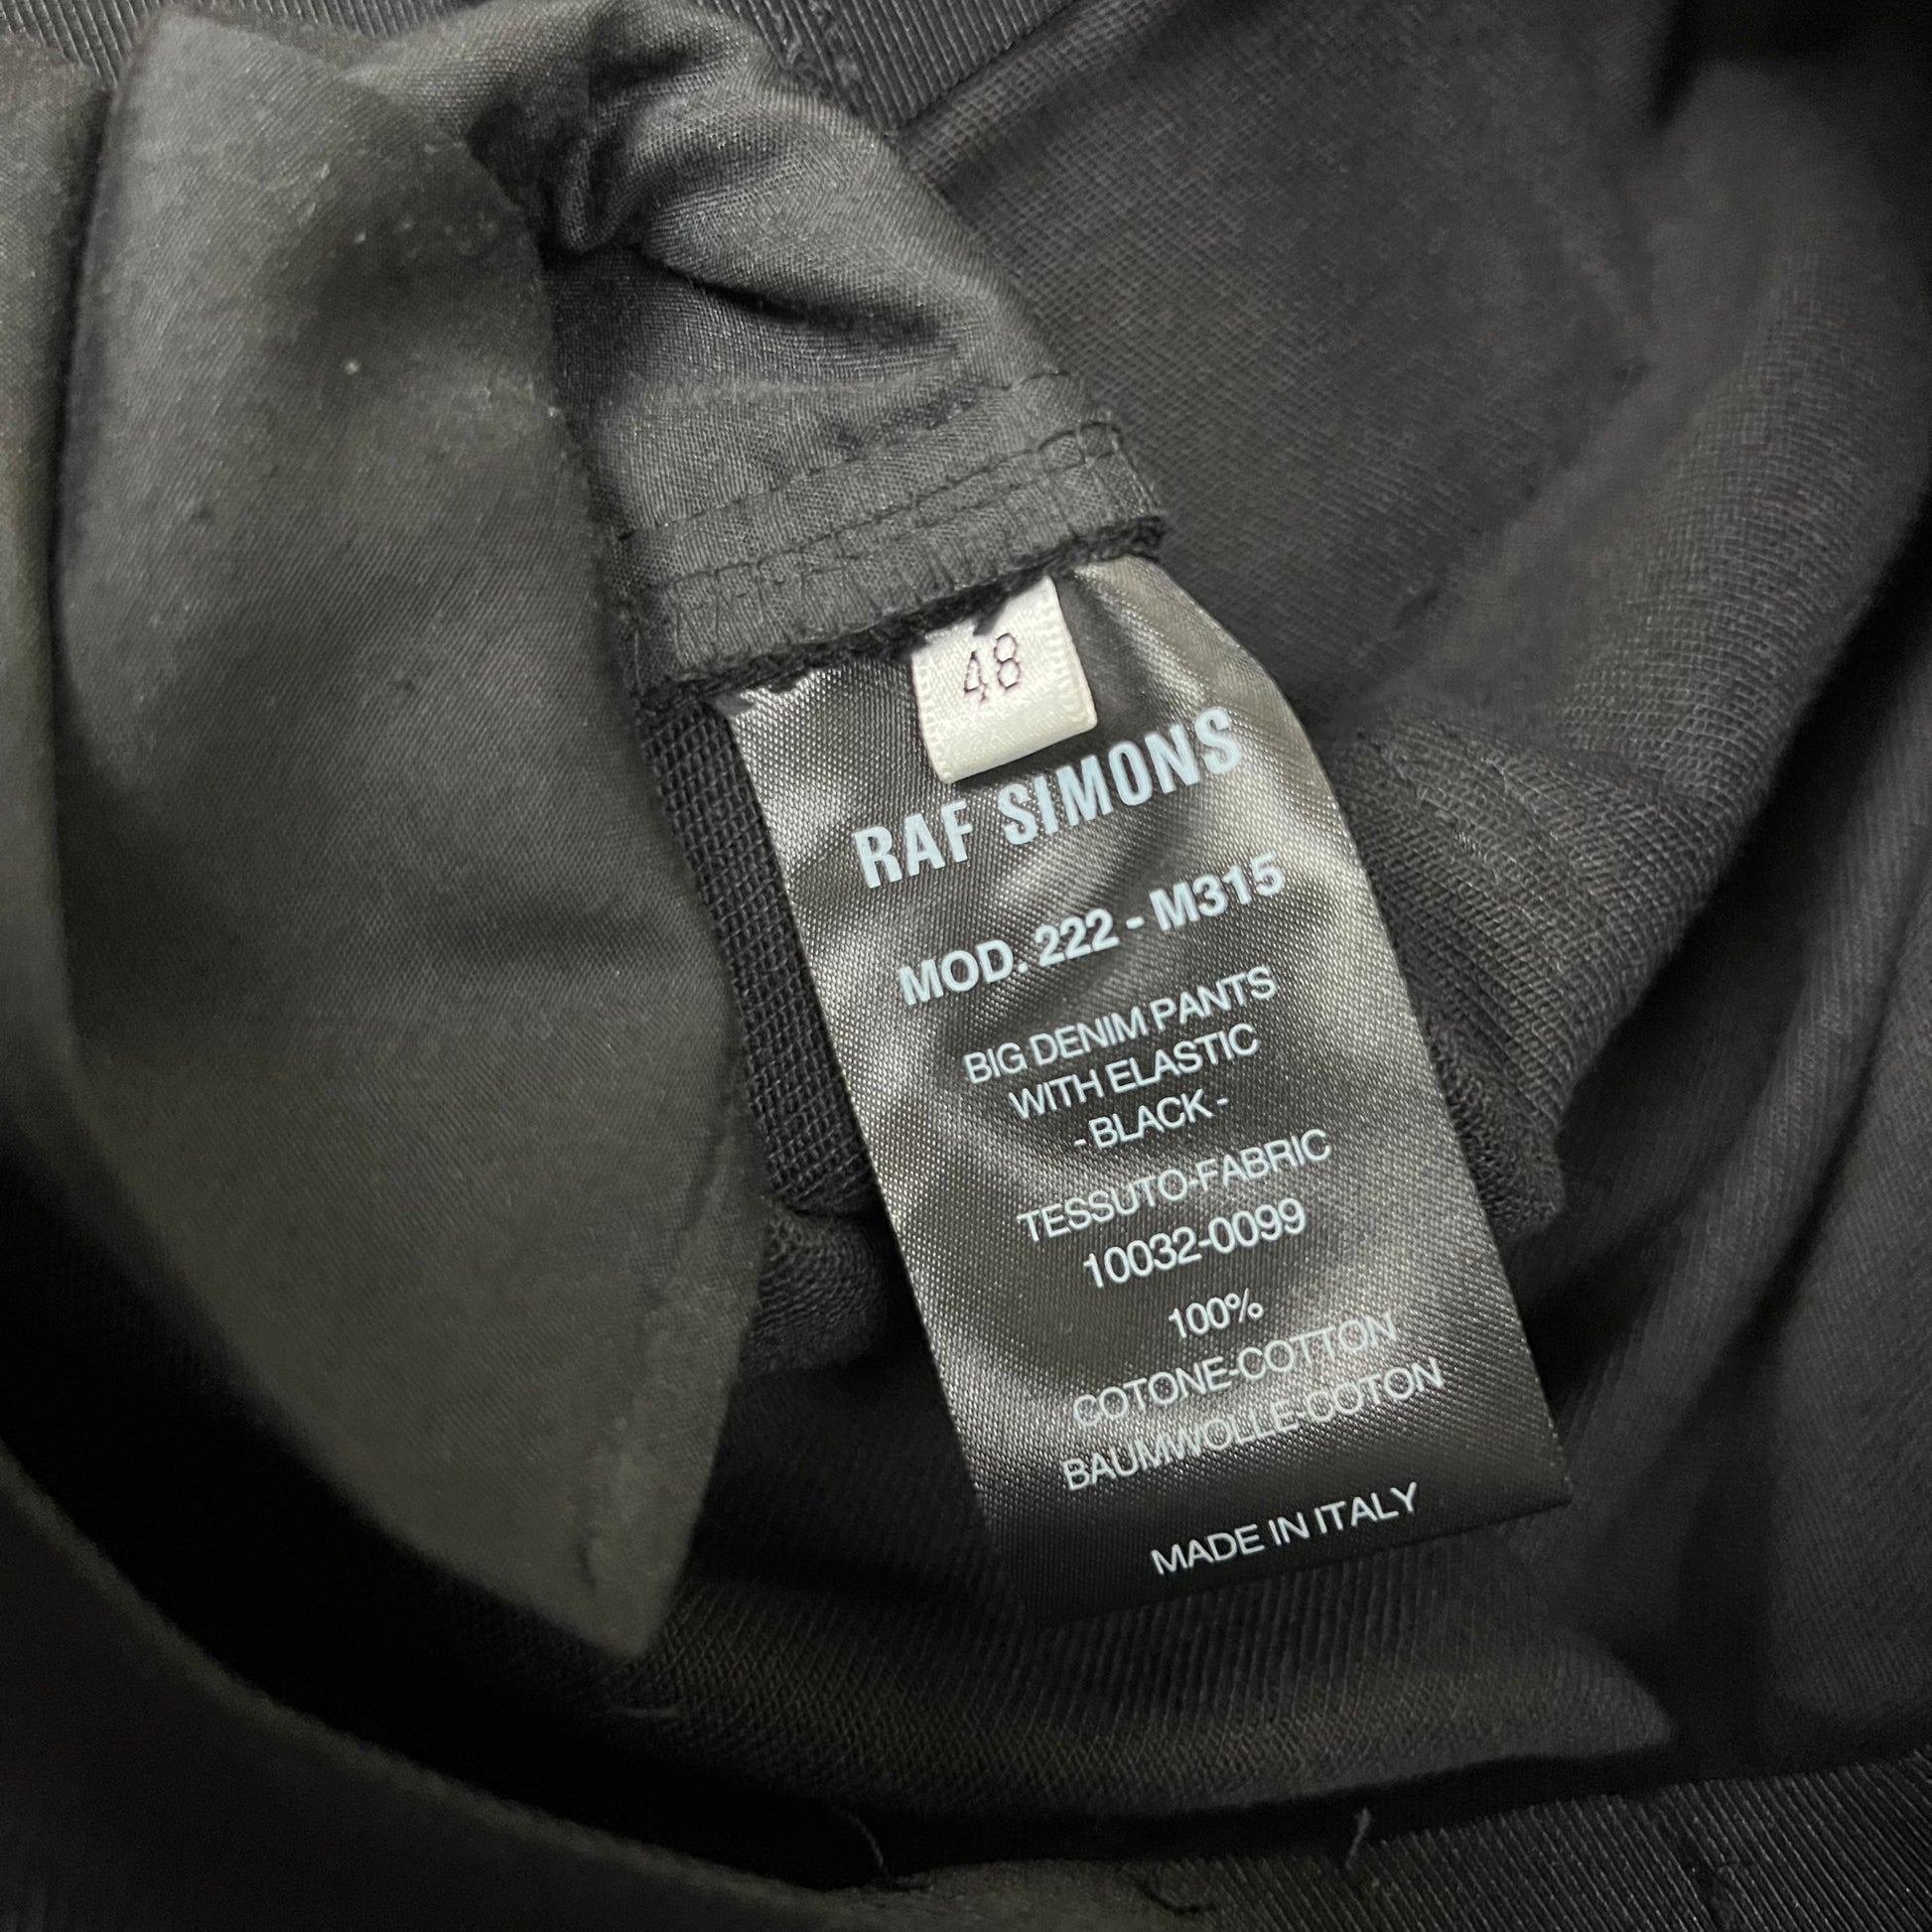 48
RAF SIMONS
MOD. 222 - M315
BIG DENIM PANTS
WITH ELASTIC
- BLACK -
TESSUTO-FABRIC
10032-0099
100%
COTONE-COTTON
BAUMWOLLE-COTON
MADE IN ITALY